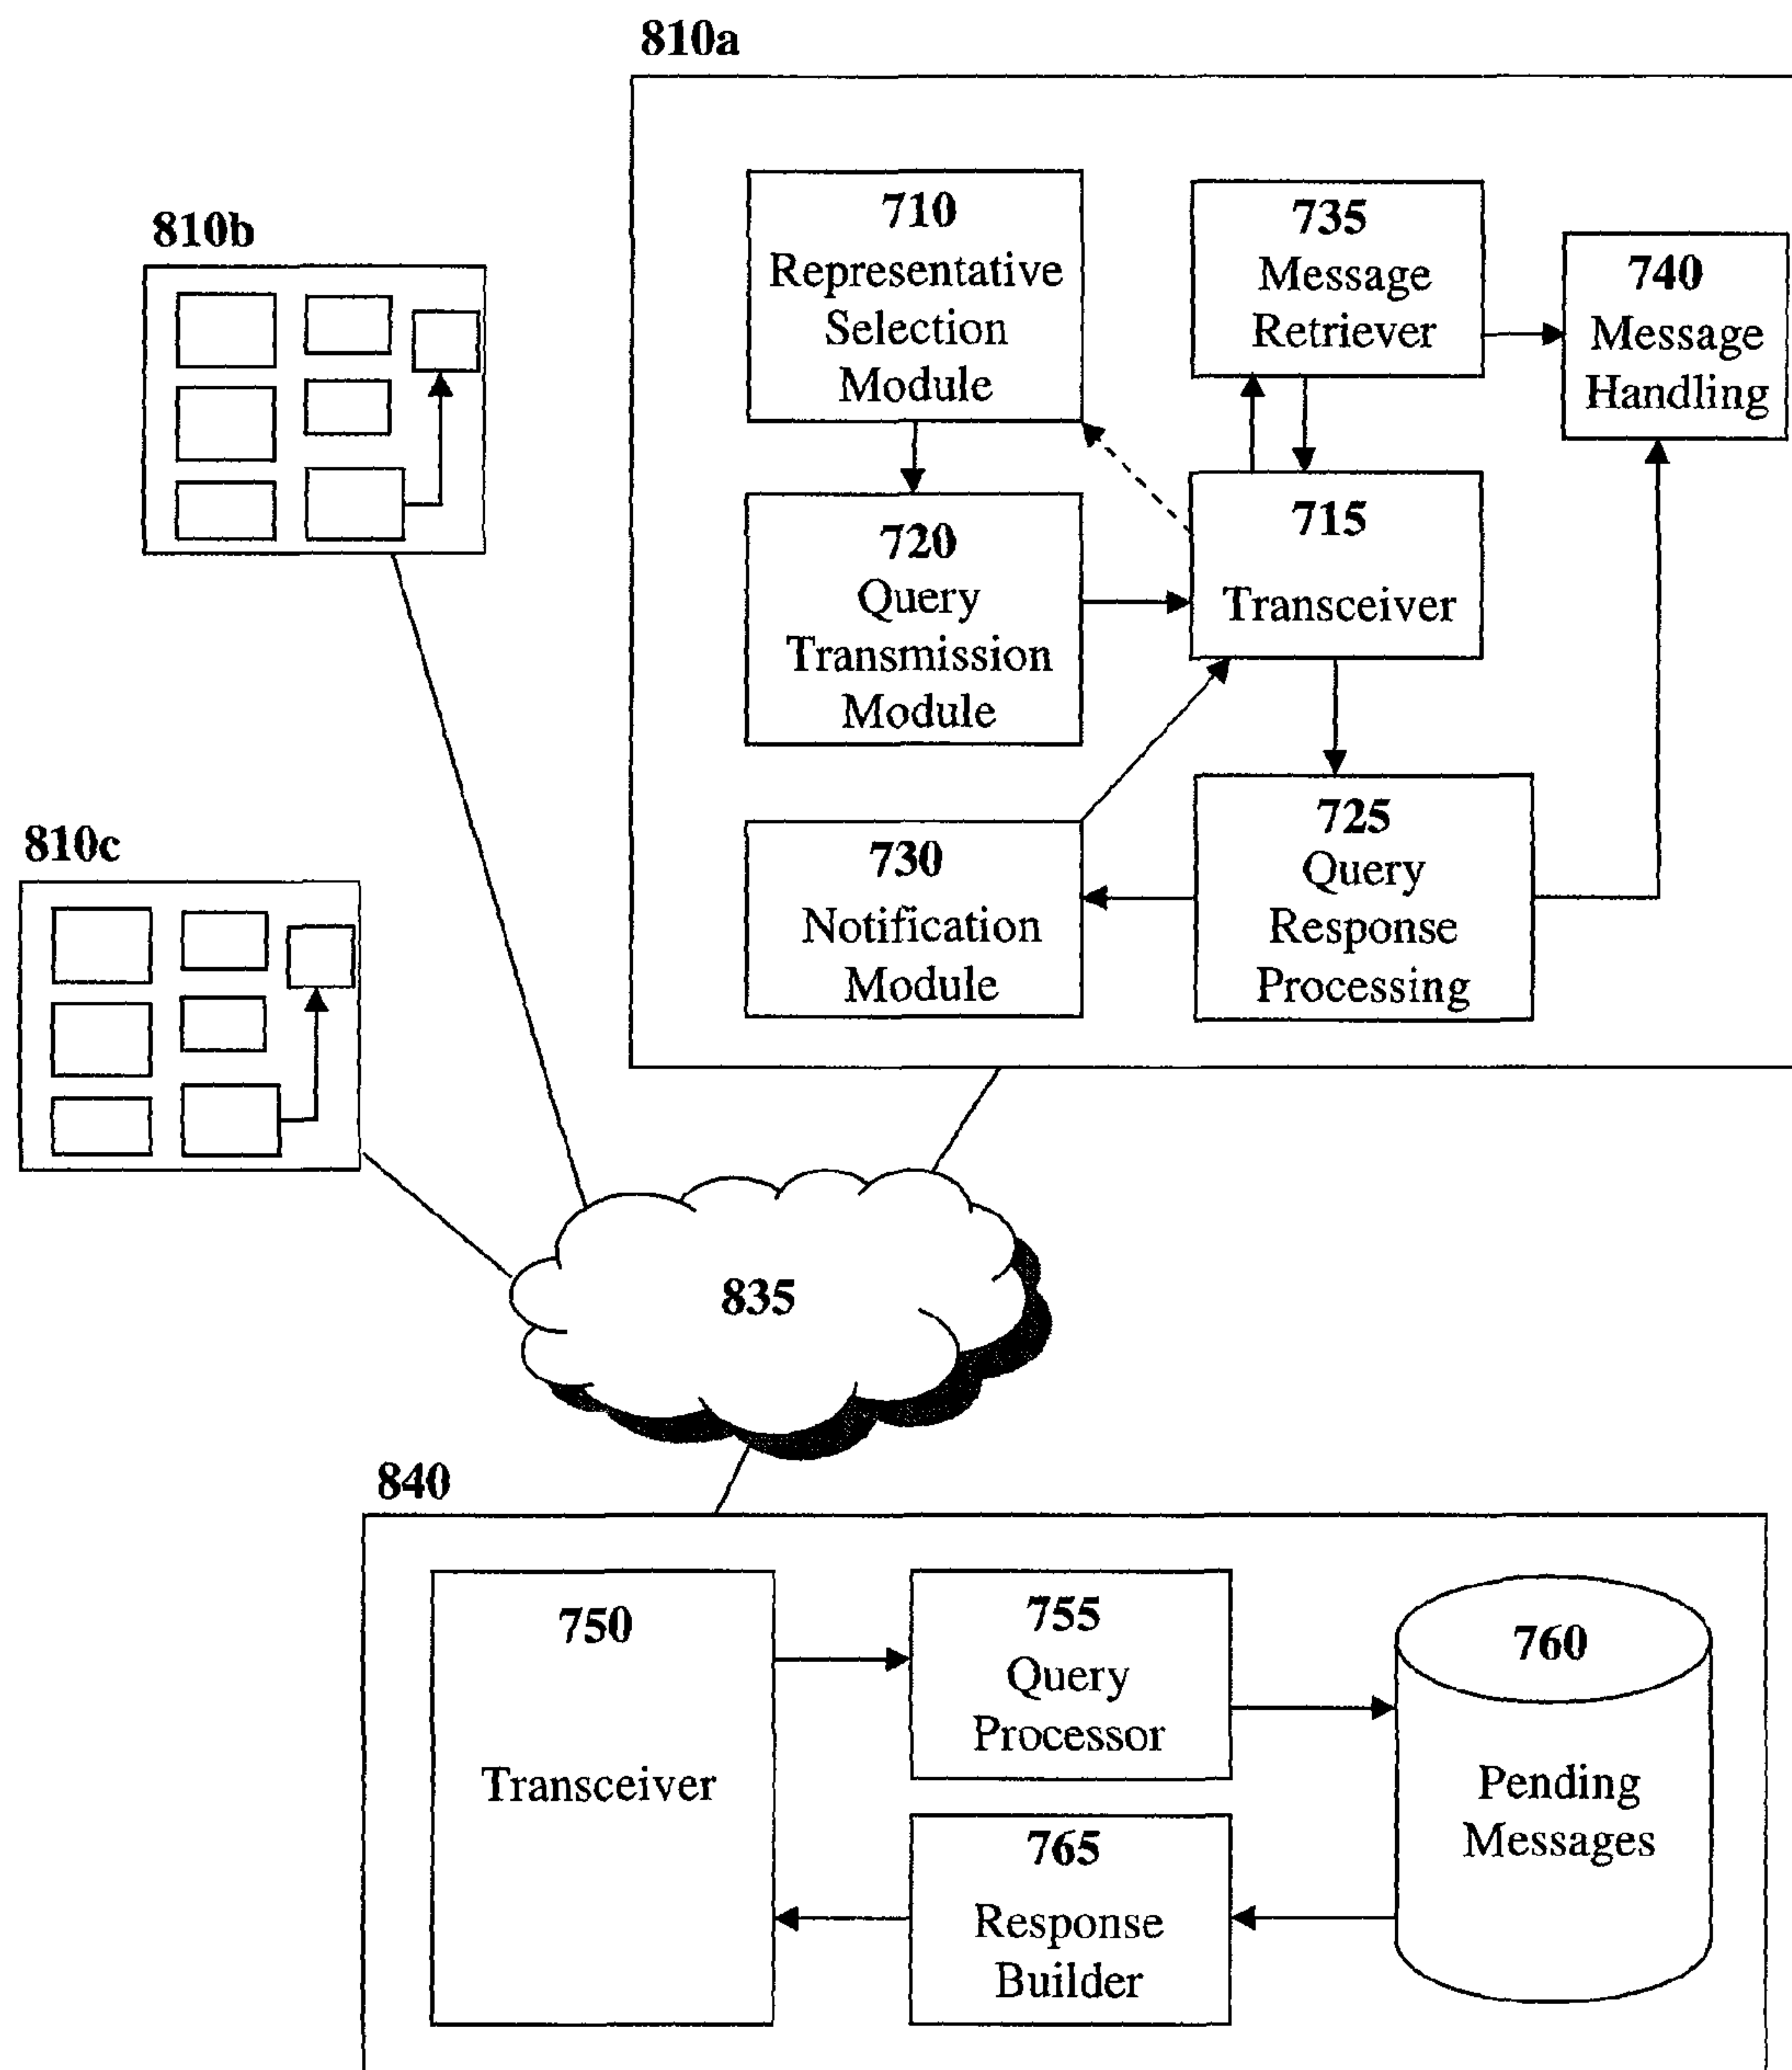 810a
710
Representative
Selection
Module
735
Message
Retriever
740
Message
Handling
810b
720
Query
Transmission
Module
715
Transceiver
810c
730
Notification
Module
725
Query
Response
Processing
835
840
750
Transceiver
755
Query
Processor
760
Pending
Messages
765
Response
Builder